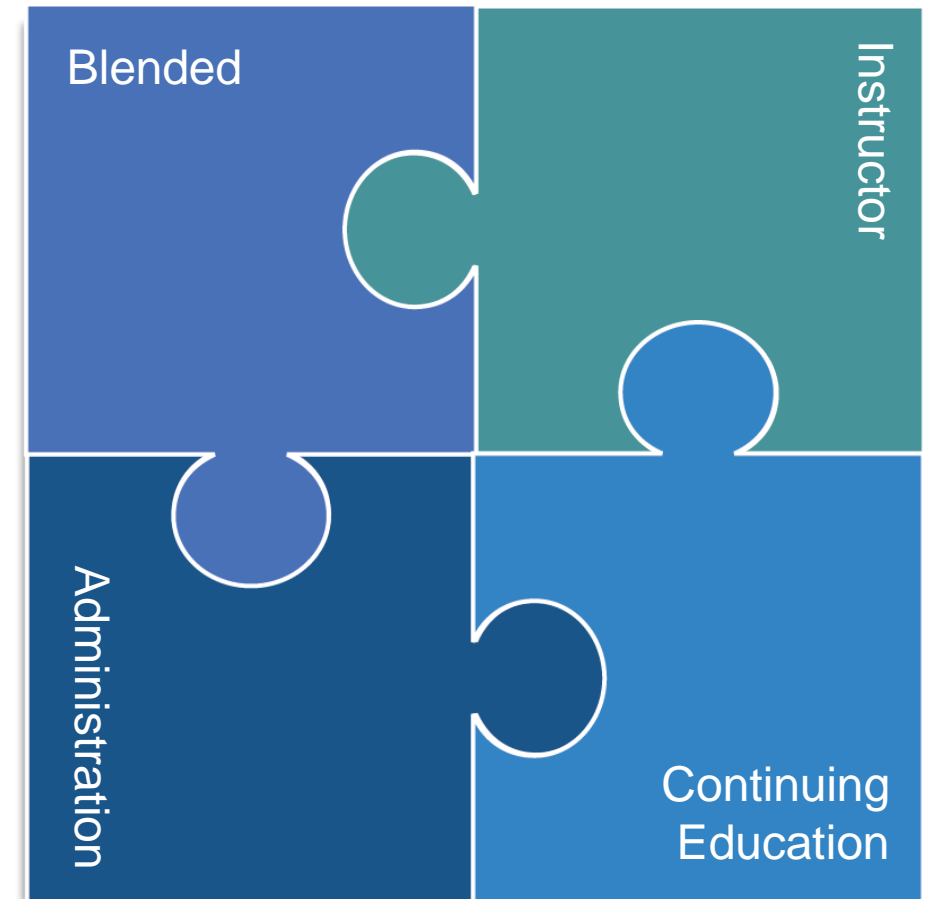 Blended
Instructor
Administration
Continuing
Education